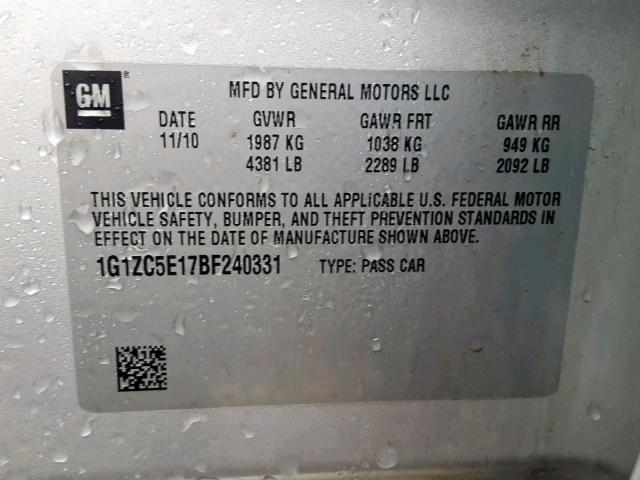 GM ® MFD BY GENERAL MOTORS LLC
DATE GVWR GAWR FRT GAWR RR
11/10 1987 KG 1038 KG 949 KG
4381 LB 2289 LB 2092 LB
THIS VEHICLE CONFORMS TO ALL APPLICABLE U.S. FEDERAL MOTOR
VEHICLE SAFETY, BUMPER, AND THEFT PREVENTION STANDARDS IN
EFFECT ON THE DATE OF MANUFACTURE SHOWN ABOVE.
1G1ZC5E17BF240331 TYPE: PASS CAR